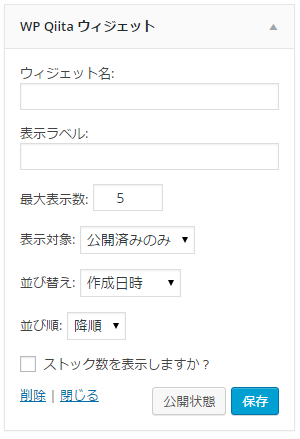 WP Qiita ウィジェット
ウィジェット名:
表示ラベル:
最大表示数: 5
表示対象: 公開済みのみ
並び替え: 作成日時
並び順: 降順
ストック数を表示しますか？
削除 | 閉じる 公開状態 保存